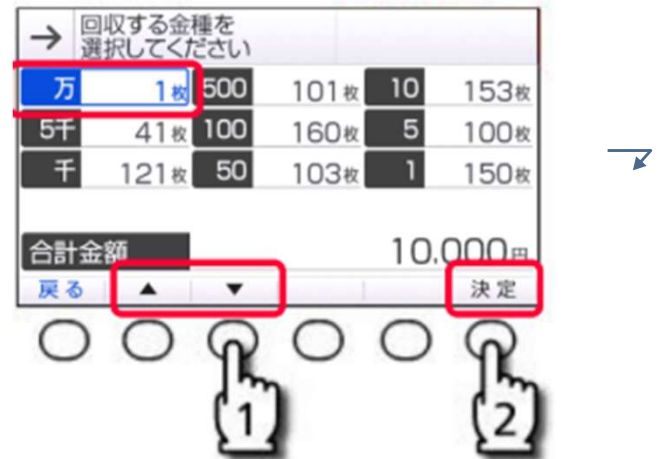 → 回収する金種を
選択してください
万 1枚 500 101枚 10 153枚
5千 41枚 100 160枚 5 100枚
千 121枚 50 103枚 1 150枚
合計金額 10,000円
戻る ▲ ▼ 決定
1 2